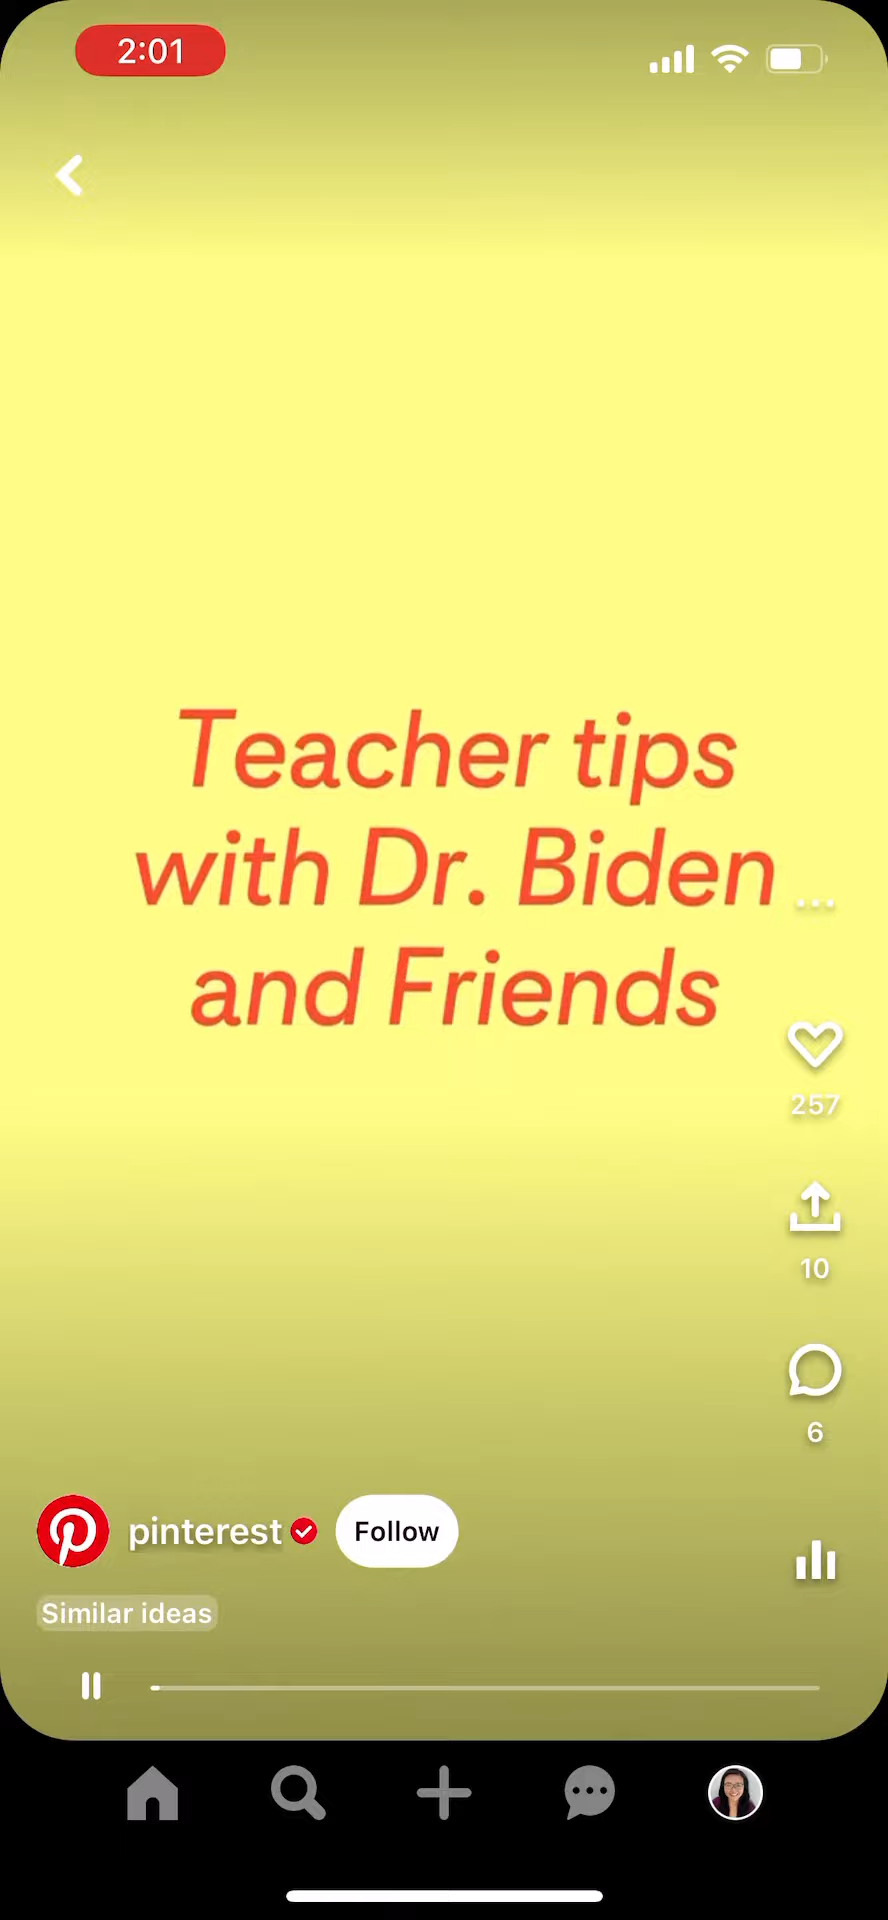 2:01
Teacher tips
with Dr. Biden
and Friends
...
257
10
6
pinterest
Follow
Similar ideas